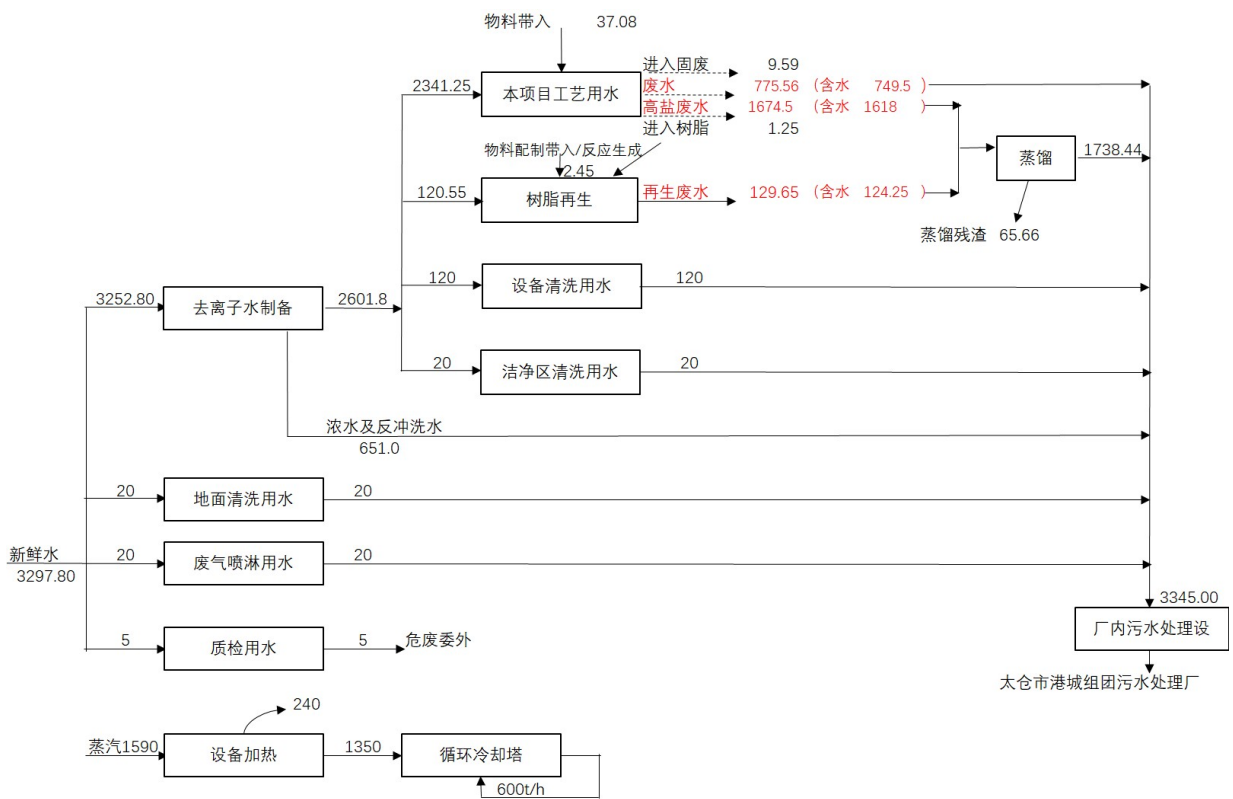 物料带入 37.08
进入固废 9.59
2341.25 本项目工艺用水 废水 775.56 (含水 749.5 )
高盐废水 1674.5 (含水 1618 )
进入树脂 1.25
物料配制带入/反应生成
2.45
蒸馏 1738.44
120.55 树脂再生 再生废水 129.65 (含水 124.25 )
蒸馏残渣 65.66
120 设备清洗用水 120
3252.80 去离子水制备 2601.8
20 洁净区清洗用水 20
浓水及反冲洗水
651.0
20 地面清洗用水 20
新鲜水 20 废气喷淋用水 20
3297.80
3345.00
厂内污水处理设
5 质检用水 5 危废委外
太仓市港城组团污水处理厂
240
蒸汽1590 设备加热 1350 循环冷却塔
600t/h